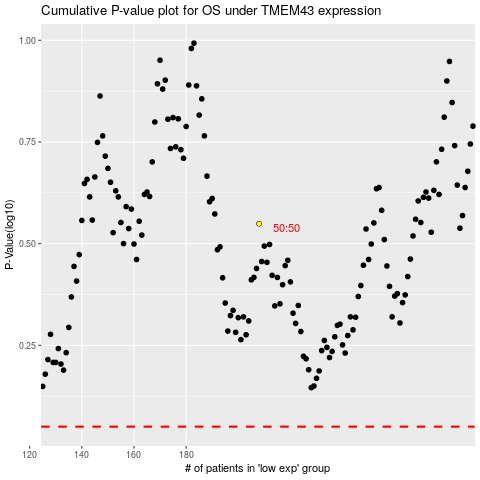 Cumulative P-value plot for OS under TMEM43 expression
P-Value(log10)
1.00
0.75
0.50
0.25
50:50
120 140 160 180
# of patients in 'low exp' group